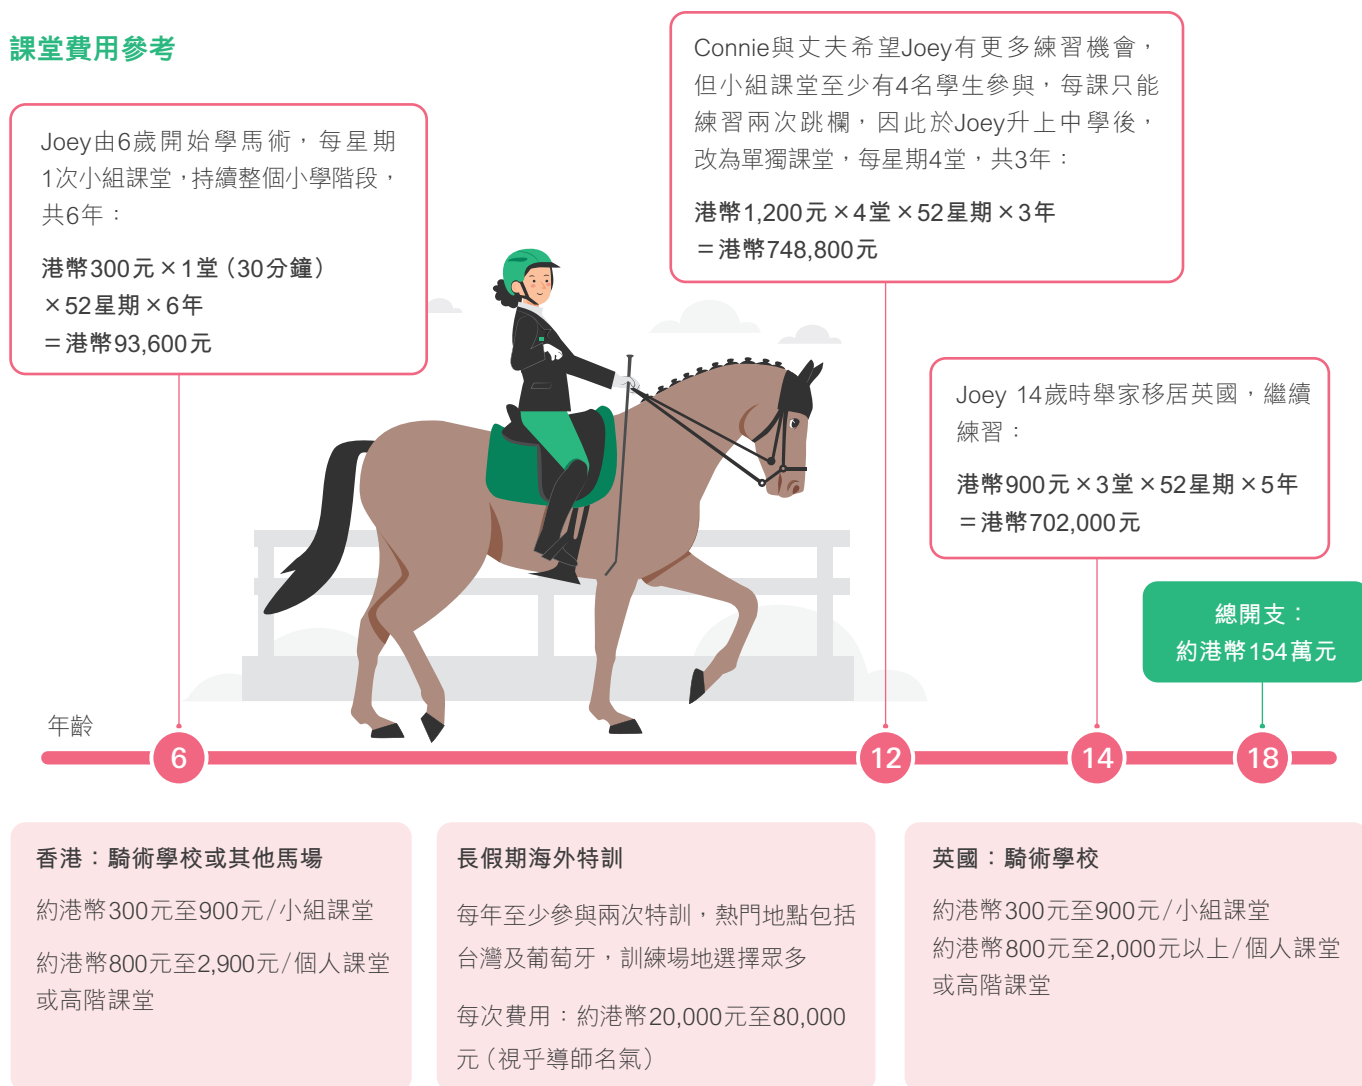 課堂費用參考
Joey由6歲開始學馬術，每星期
1次小組課堂，持續整個小學階段，
共6年：
港幣300元×1堂（30分鐘）
×52星期×6年
＝港幣93,600元
Connie與丈夫希望Joey有更多練習機會，
但小組課堂至少有4名學生參與，每課只能
練習兩次跳欄，因此於Joey升上中學後，
改為單獨課堂，每星期4堂，共3年：
港幣1,200元×4堂×52星期×3年
＝港幣748,800元
Joey 14歲時舉家移居英國，繼續
練習：
港幣900元×3堂×52星期×5年
＝港幣702,000元
總開支：
約港幣154萬元
年齡
6
12
14
18
香港：騎術學校或其他馬場
約港幣300元至900元/小組課堂
約港幣800元至2,900元/個人課堂
或高階課堂
長假期海外特訓
每年至少參與兩次特訓，熱門地點包括
台灣及葡萄牙，訓練場地選擇眾多
每次費用：約港幣20,000元至80,000
元（視乎導師名氣）
英國：騎術學校
約港幣300元至900元/小組課堂
約港幣800元至2,000元以上/個人課堂
或高階課堂